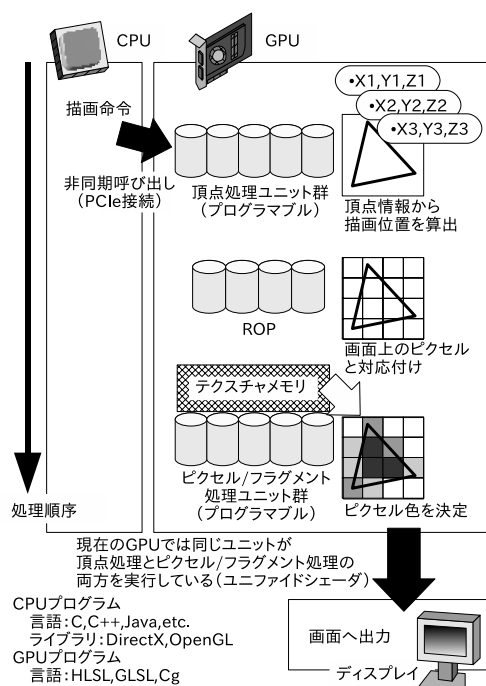 CPU
GPU
描画命令
非同期呼び出し
(PCIe接続)
•X1,Y1,Z1
•X2,Y2,Z2
•X3,Y3,Z3
頂点処理ユニット群
(プログラマブル)
頂点情報から
描画位置を算出
ROP
画面上のピクセル
と対応付け
テクスチャメモリ
ピクセル/フラグメント
処理ユニット群
(プログラマブル)
ピクセル色を決定
処理順序
現在のGPUでは同じユニットが
頂点処理とピクセル/フラグメント処理の
両方を実行している(ユニファイドシェーダ)
CPUプログラム
言語:C,C++,Java,etc.
ライブラリ:DirectX,OpenGL
GPUプログラム
言語:HLSL,GLSL,Cg
画面へ出力
ディスプレイ